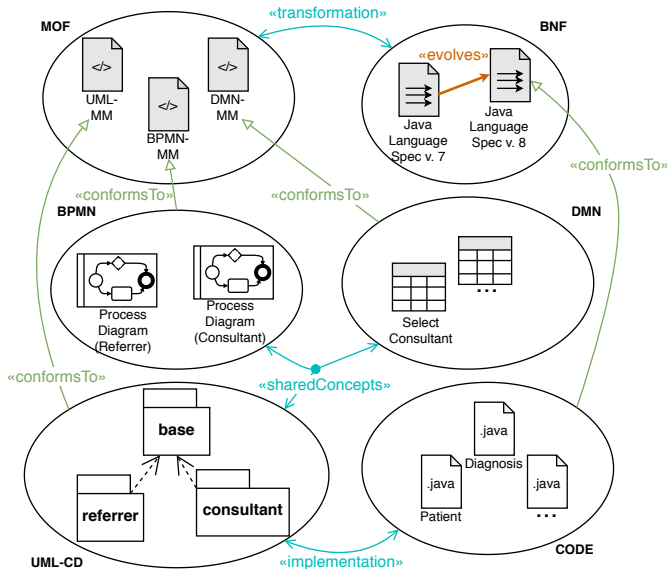 «transformation»
MOF
BNF
</>
</>
</>
UML-
MM
BPMN-
MM
DMN-
MM
«evolves»
Java
Language
Spec v. 7
Java
Language
Spec v. 8
«conformsTo»
«conformsTo»
«conformsTo»
BPMN
DMN
Process
Diagram
(Referrer)
Process
Diagram
(Consultant)
Select
Consultant
...
«conformsTo»
«sharedConcepts»
base
referrer
consultant
.java
Diagnosis
.java
Patient
.java
...
UML-CD
«implementation»
CODE